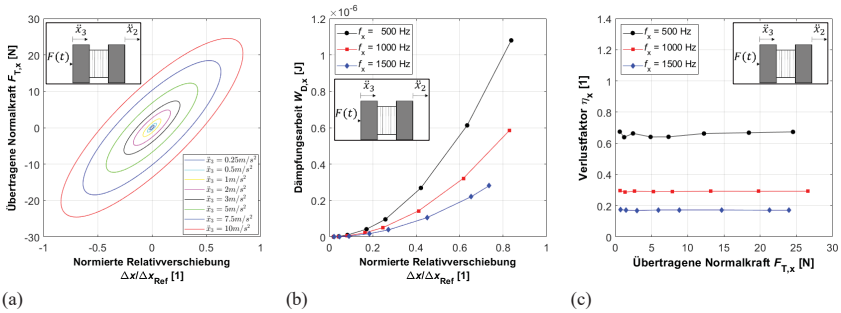 Übertragene Normalkraft F_T,x [N]
30
20
10
0
-10
-20
-30
-1
-0.5
0
0.5
1
Normierte Relativverschiebung
Δx/Δx_Ref [1]
ẍ₃
ẍ₂
F(t)
ẍ₃ = 0.25m/s²
ẍ₃ = 0.5m/s²
ẍ₃ = 1m/s²
ẍ₃ = 2m/s²
ẍ₃ = 3m/s²
ẍ₃ = 5m/s²
ẍ₃ = 7.5m/s²
ẍ₃ = 10m/s²
(a)
Dämpfungsarbeit W_D,x [J]
×10⁻⁶
1.2
1
0.8
0.6
0.4
0.2
0
0
0.2
0.4
0.6
0.8
1
Normierte Relativverschiebung
Δx/Δx_Ref [1]
f_x = 500 Hz
f_x = 1000 Hz
f_x = 1500 Hz
ẍ₃
ẍ₂
F(t)
(b)
Verlustfaktor η_x [1]
1.4
1.2
1
0.8
0.6
0.4
0.2
0
0
5
10
15
20
25
30
Übertragene Normalkraft F_T,x [N]
f_x = 500 Hz
f_x = 1000 Hz
f_x = 1500 Hz
ẍ₃
ẍ₂
F(t)
(c)